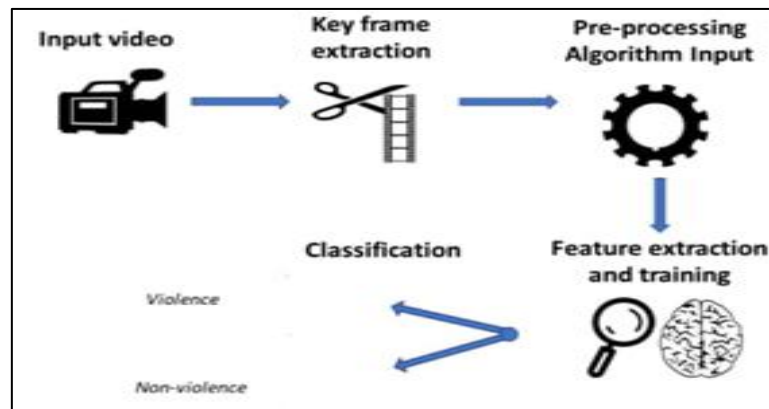 Input video
Key frame
extraction
Pre-processing
Algorithm Input
Feature extraction
and training
Classification
Violence
Non-violence